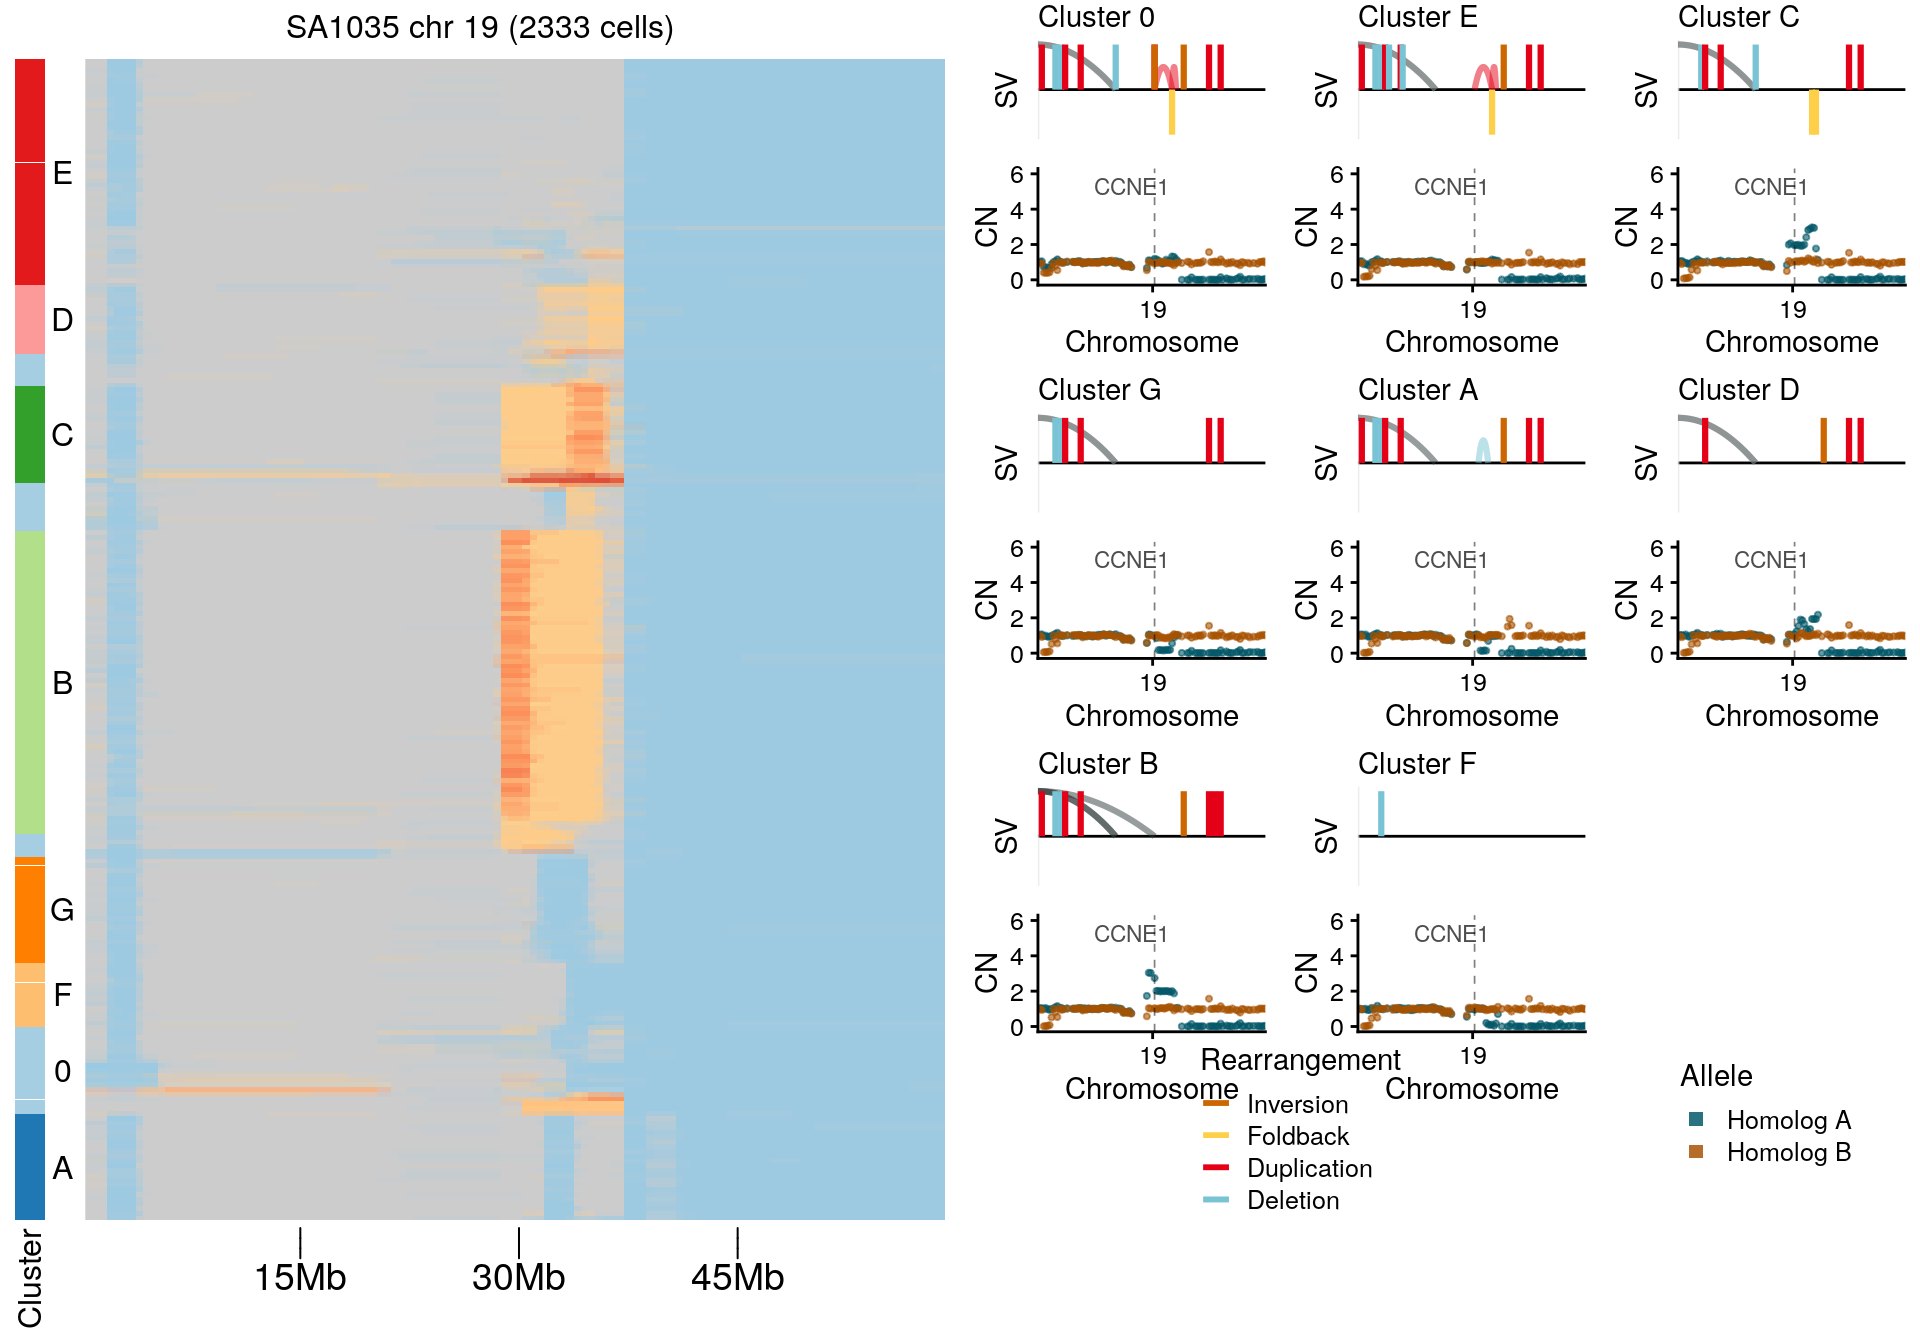 SA1035 chr 19 (2333 cells)
E
D
C
B
G
F
0
A
Cluster
15Mb
30Mb
45Mb
Cluster 0
SV
CN
6
4
2
0
CCNE1
19
Chromosome
Cluster E
SV
CN
6
4
2
0
CCNE1
19
Chromosome
Cluster C
SV
CN
6
4
2
0
CCNE1
19
Chromosome
Cluster G
SV
CN
6
4
2
0
CCNE1
19
Chromosome
Cluster A
SV
CN
6
4
2
0
CCNE1
19
Chromosome
Cluster D
SV
CN
6
4
2
0
CCNE1
19
Chromosome
Cluster B
SV
CN
6
4
2
0
CCNE1
19
Chromosome
Cluster F
SV
CN
6
4
2
0
CCNE1
19
Chromosome
Rearrangement
Inversion
Foldback
Duplication
Deletion
Allele
Homolog A
Homolog B